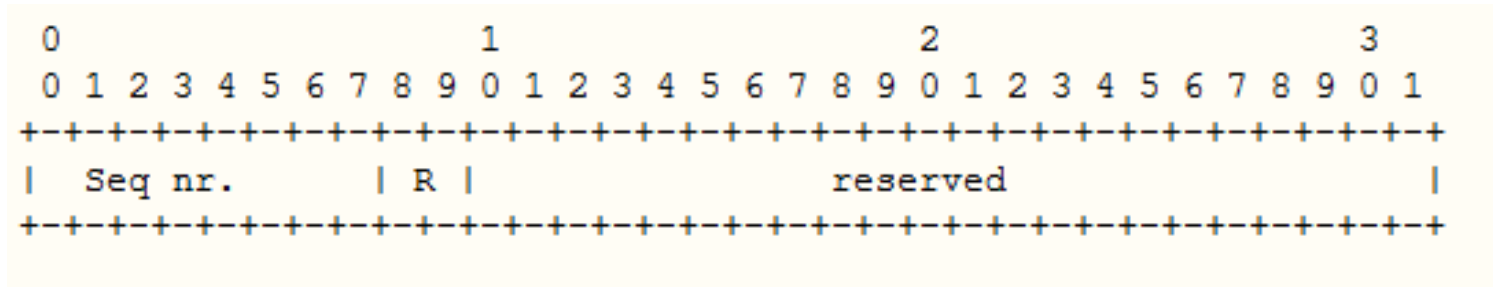 0                   1                   2                   3
0 1 2 3 4 5 6 7 8 9 0 1 2 3 4 5 6 7 8 9 0 1 2 3 4 5 6 7 8 9 0 1
+-+-+-+-+-+-+-+-+-+-+-+-+-+-+-+-+-+-+-+-+-+-+-+-+-+-+-+-+-+-+-+-+
|  Seq nr.      | R |                reserved                   |
+-+-+-+-+-+-+-+-+-+-+-+-+-+-+-+-+-+-+-+-+-+-+-+-+-+-+-+-+-+-+-+-+